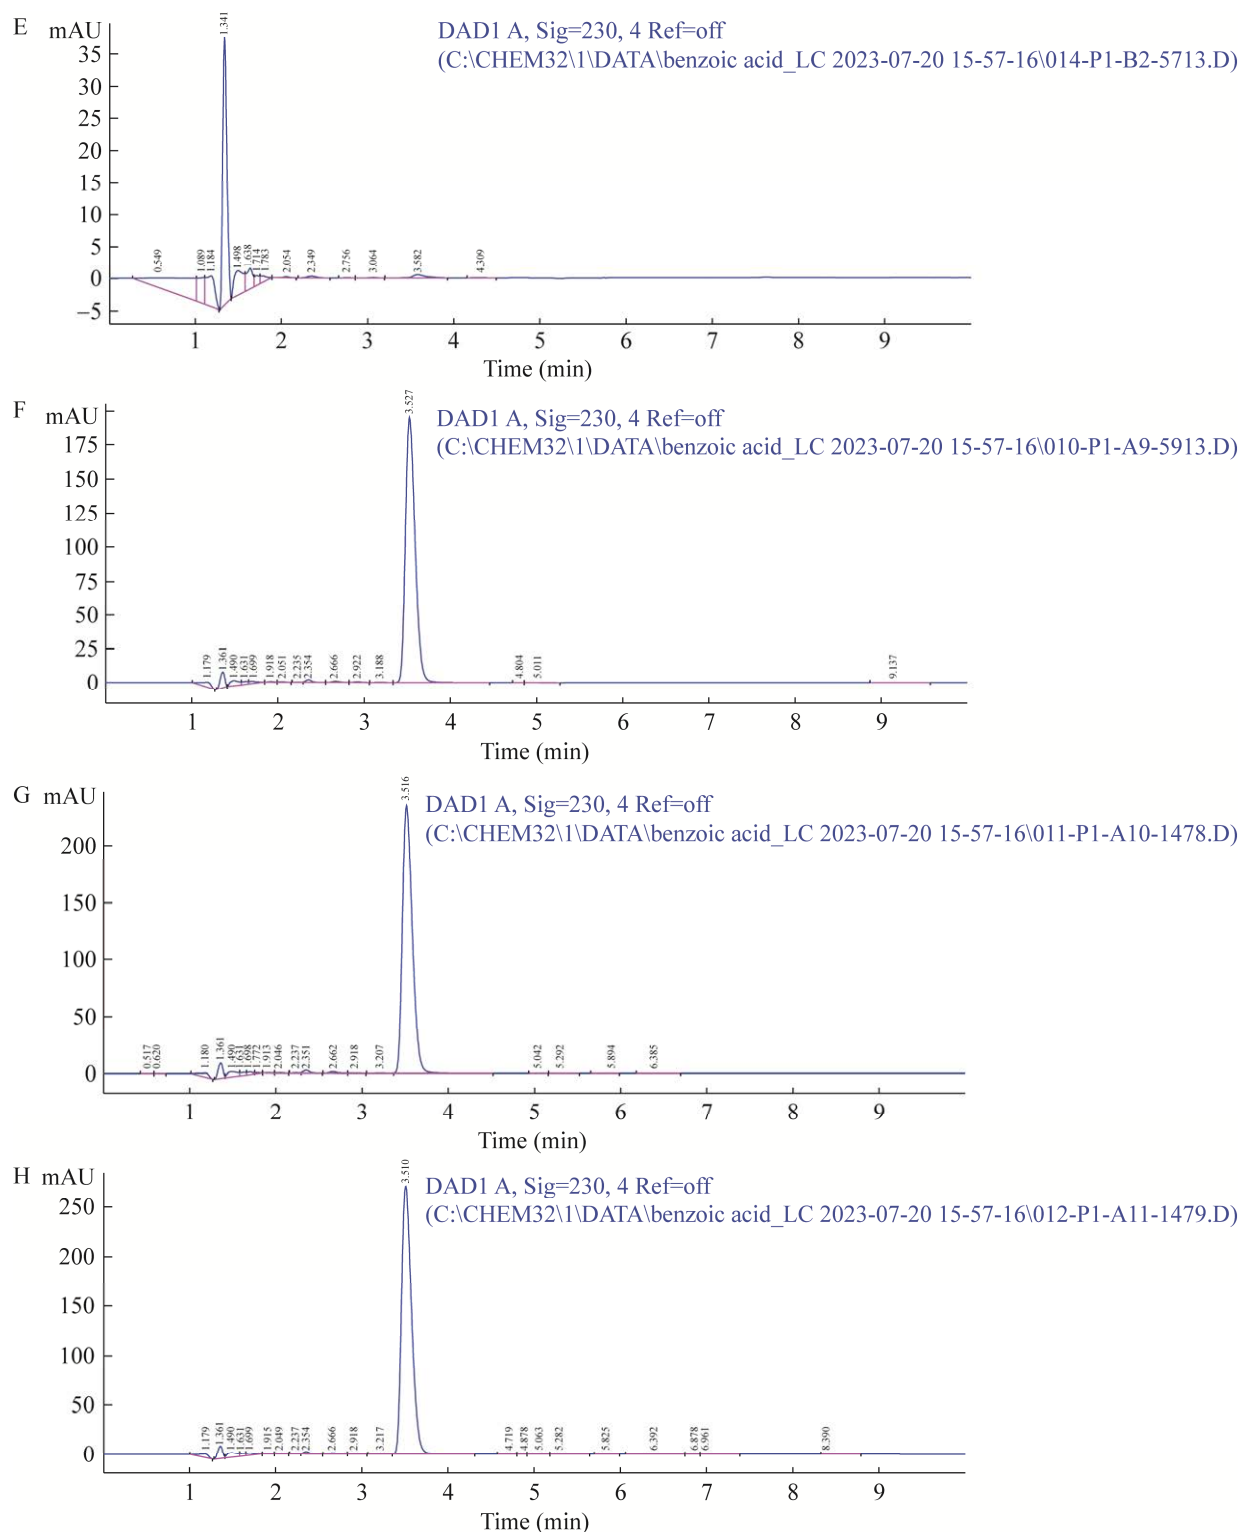 E mAU
DAD1 A, Sig=230, 4 Ref=off
(C:\CHEM32\1\DATA\benzoic acid_LC 2023-07-20 15-57-16\014-P1-B2-5713.D)
35
30
25
20
15
10
5
0
−5
0.549 1.089 1.184 1.341 1.498 1.638 1.714 1.783 2.054 2.349 2.756 3.064 3.582 4.309
1 2 3 4 5 6 7 8 9
Time (min)
F mAU
DAD1 A, Sig=230, 4 Ref=off
(C:\CHEM32\1\DATA\benzoic acid_LC 2023-07-20 15-57-16\010-P1-A9-5913.D)
175
150
125
100
75
50
25
0
1.179 1.361 1.490 1.631 1.699 1.918 2.051 2.235 2.354 2.666 2.922 3.188 3.527 4.804 5.011 9.137
1 2 3 4 5 6 7 8 9
Time (min)
G mAU
DAD1 A, Sig=230, 4 Ref=off
(C:\CHEM32\1\DATA\benzoic acid_LC 2023-07-20 15-57-16\011-P1-A10-1478.D)
200
150
100
50
0
0.517 0.620 1.180 1.361 1.490 1.631 1.698 1.772 1.913 2.046 2.237 2.351 2.662 2.918 3.207 3.516 5.042 5.292 5.894 6.385
1 2 3 4 5 6 7 8 9
Time (min)
H mAU
DAD1 A, Sig=230, 4 Ref=off
(C:\CHEM32\1\DATA\benzoic acid_LC 2023-07-20 15-57-16\012-P1-A11-1479.D)
250
200
150
100
50
0
1.179 1.361 1.490 1.631 1.699 1.915 2.049 2.237 2.354 2.666 2.918 3.217 3.510 4.719 4.878 5.063 5.282 5.825 6.392 6.878 6.961 8.390
1 2 3 4 5 6 7 8 9
Time (min)